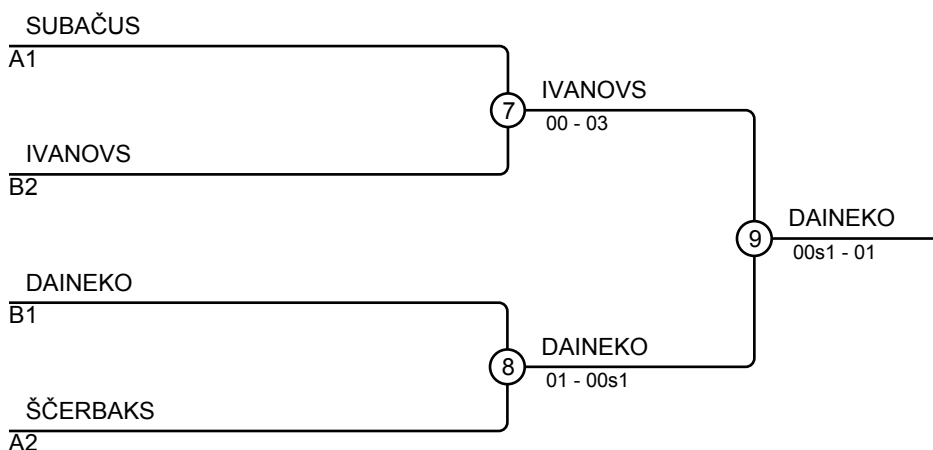 SUBAČUS
A1
7
IVANOVS
00 - 03
IVANOVS
B2
9
DAINEKO
00s1 - 01
DAINEKO
B1
8
DAINEKO
01 - 00s1
ŠČERBAKS
A2